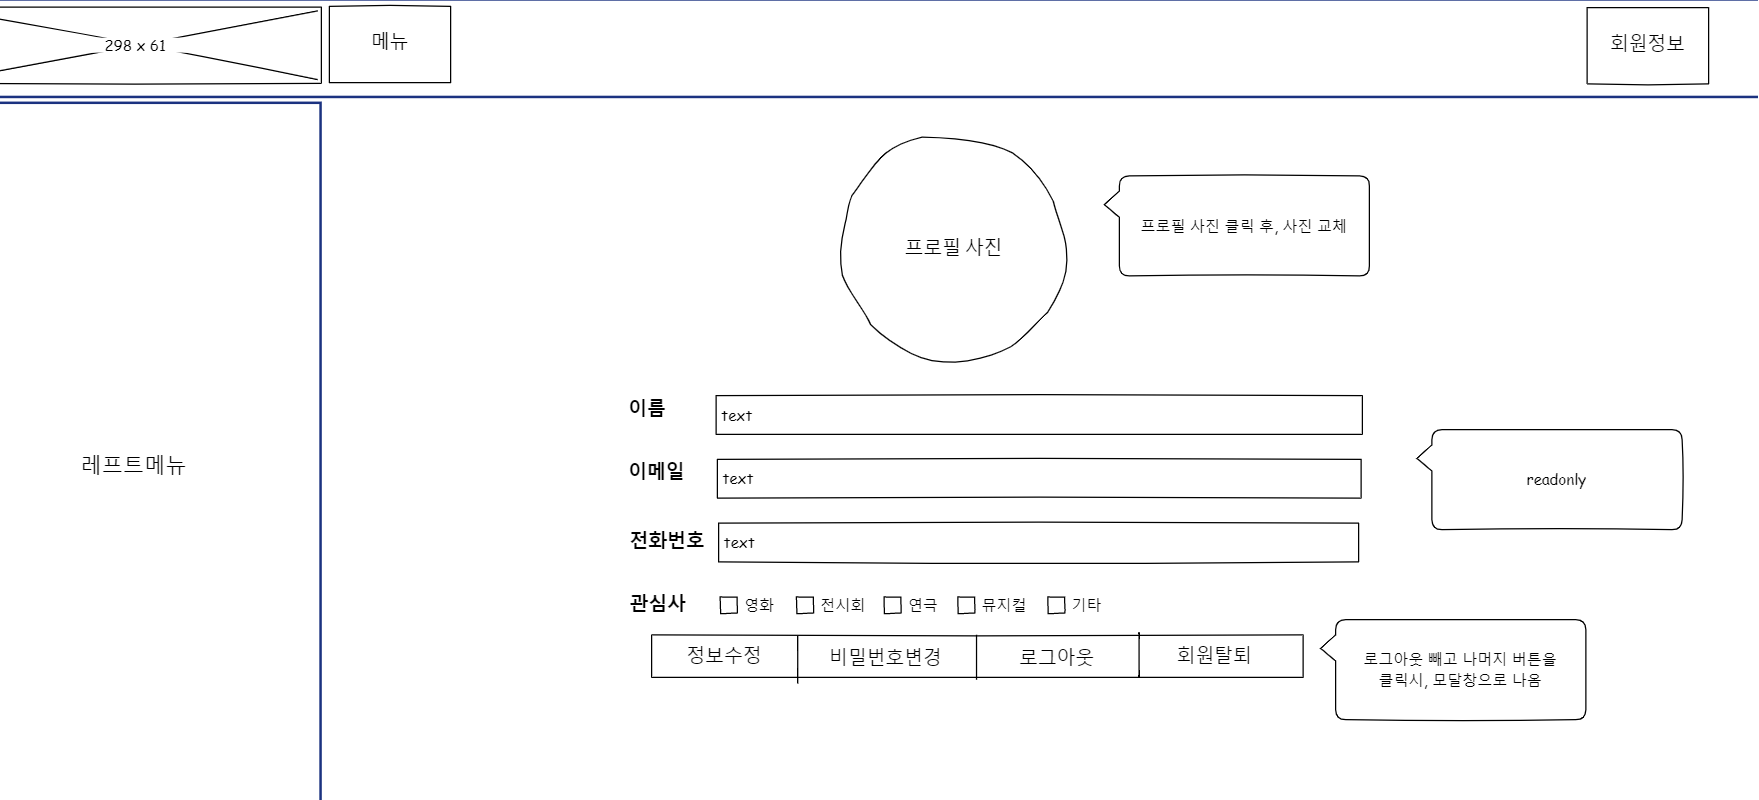 298 x 61
메뉴
회원정보
레프트메뉴
프로필 사진
프로필 사진 클릭 후, 사진 교체
이름
text
이메일
text
readonly
전화번호
text
관심사
영화
전시회
연극
뮤지컬
기타
정보수정
비밀번호변경
로그아웃
회원탈퇴
로그아웃 빼고 나머지 버튼을
클릭시, 모달창으로 나옴